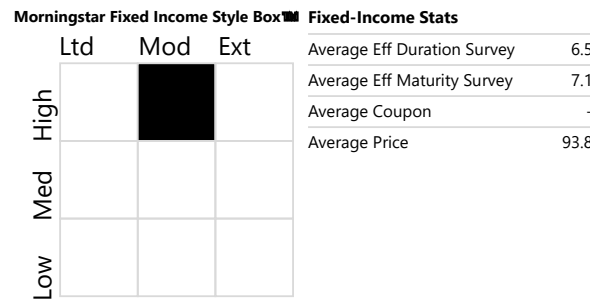 Morningstar Fixed Income Style Box™
Ltd Mod Ext
High
Med
Low
Fixed-Income Stats
Average Eff Duration Survey 6.5
Average Eff Maturity Survey 7.1
Average Coupon -
Average Price 93.8